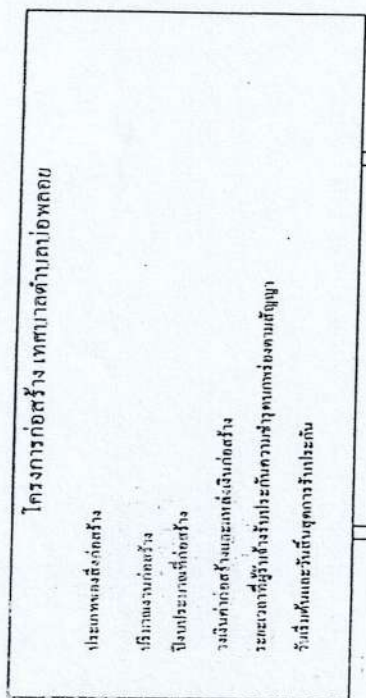 โครงการก่อสร้าง เทศบาลตำบลบ่อพลอย
ประเภทของสิ่งก่อสร้าง
ปริมาณงานก่อสร้าง
ปีงบประมาณที่ก่อสร้าง
วงเงินค่าก่อสร้างและแหล่งเงินก่อสร้าง
ระยะเวลาที่ผู้รับจ้างรับประกันความชำรุดบกพร่องตามสัญญา
วันเริ่มต้นและวันสิ้นสุดการรับประกัน